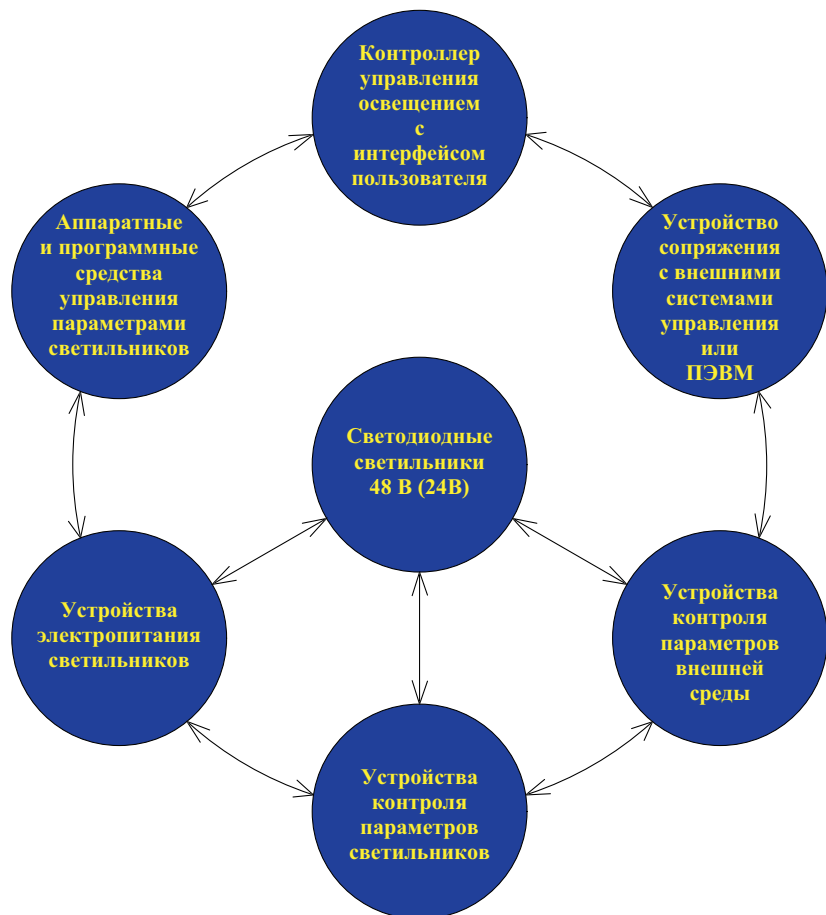 Контроллер
управления
освещением
с
интерфейсом
пользователя
Аппаратные
и программные
средства
управления
параметрами
светильников
Устройство
сопряжения
с внешними
системами
управления
или
ПЭВМ
Светодиодные
светильники
48 В (24В)
Устройства
электропитания
светильников
Устройства
контроля
параметров
внешней
среды
Устройства
контроля
параметров
светильников